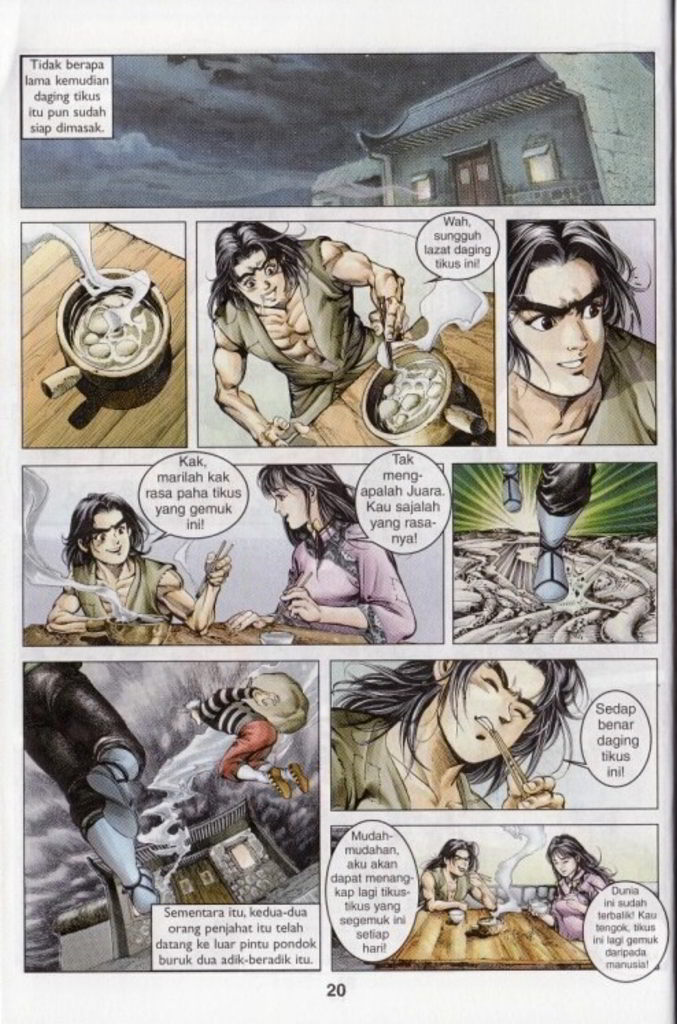 Tidak berapa
lama kemudian
daging tikus
itu pun sudah
siap dimasak.
Wah,
sungguh
lazat daging
tikus ini!
Kak,
marilah kak
rasa paha tikus
yang gemuk
ini!
Tak
meng-
apalah Juara.
Kau sajalah
yang rasa-
nya!
Sementara itu, kedua-dua
orang penjahat itu telah
datang ke luar pintu pondok
buruk dua adik-beradik itu.
Sedap
benar
daging
ini!
Mudah-
mudahan,
aku akan
dapat menang-
kap lagi tikus-
tikus yang
segemuk ini
setiap
hari!
Dunia
ini terbalik! Kau
tengok, tikus
ini lagi gemuk
daripada
manusia!
20